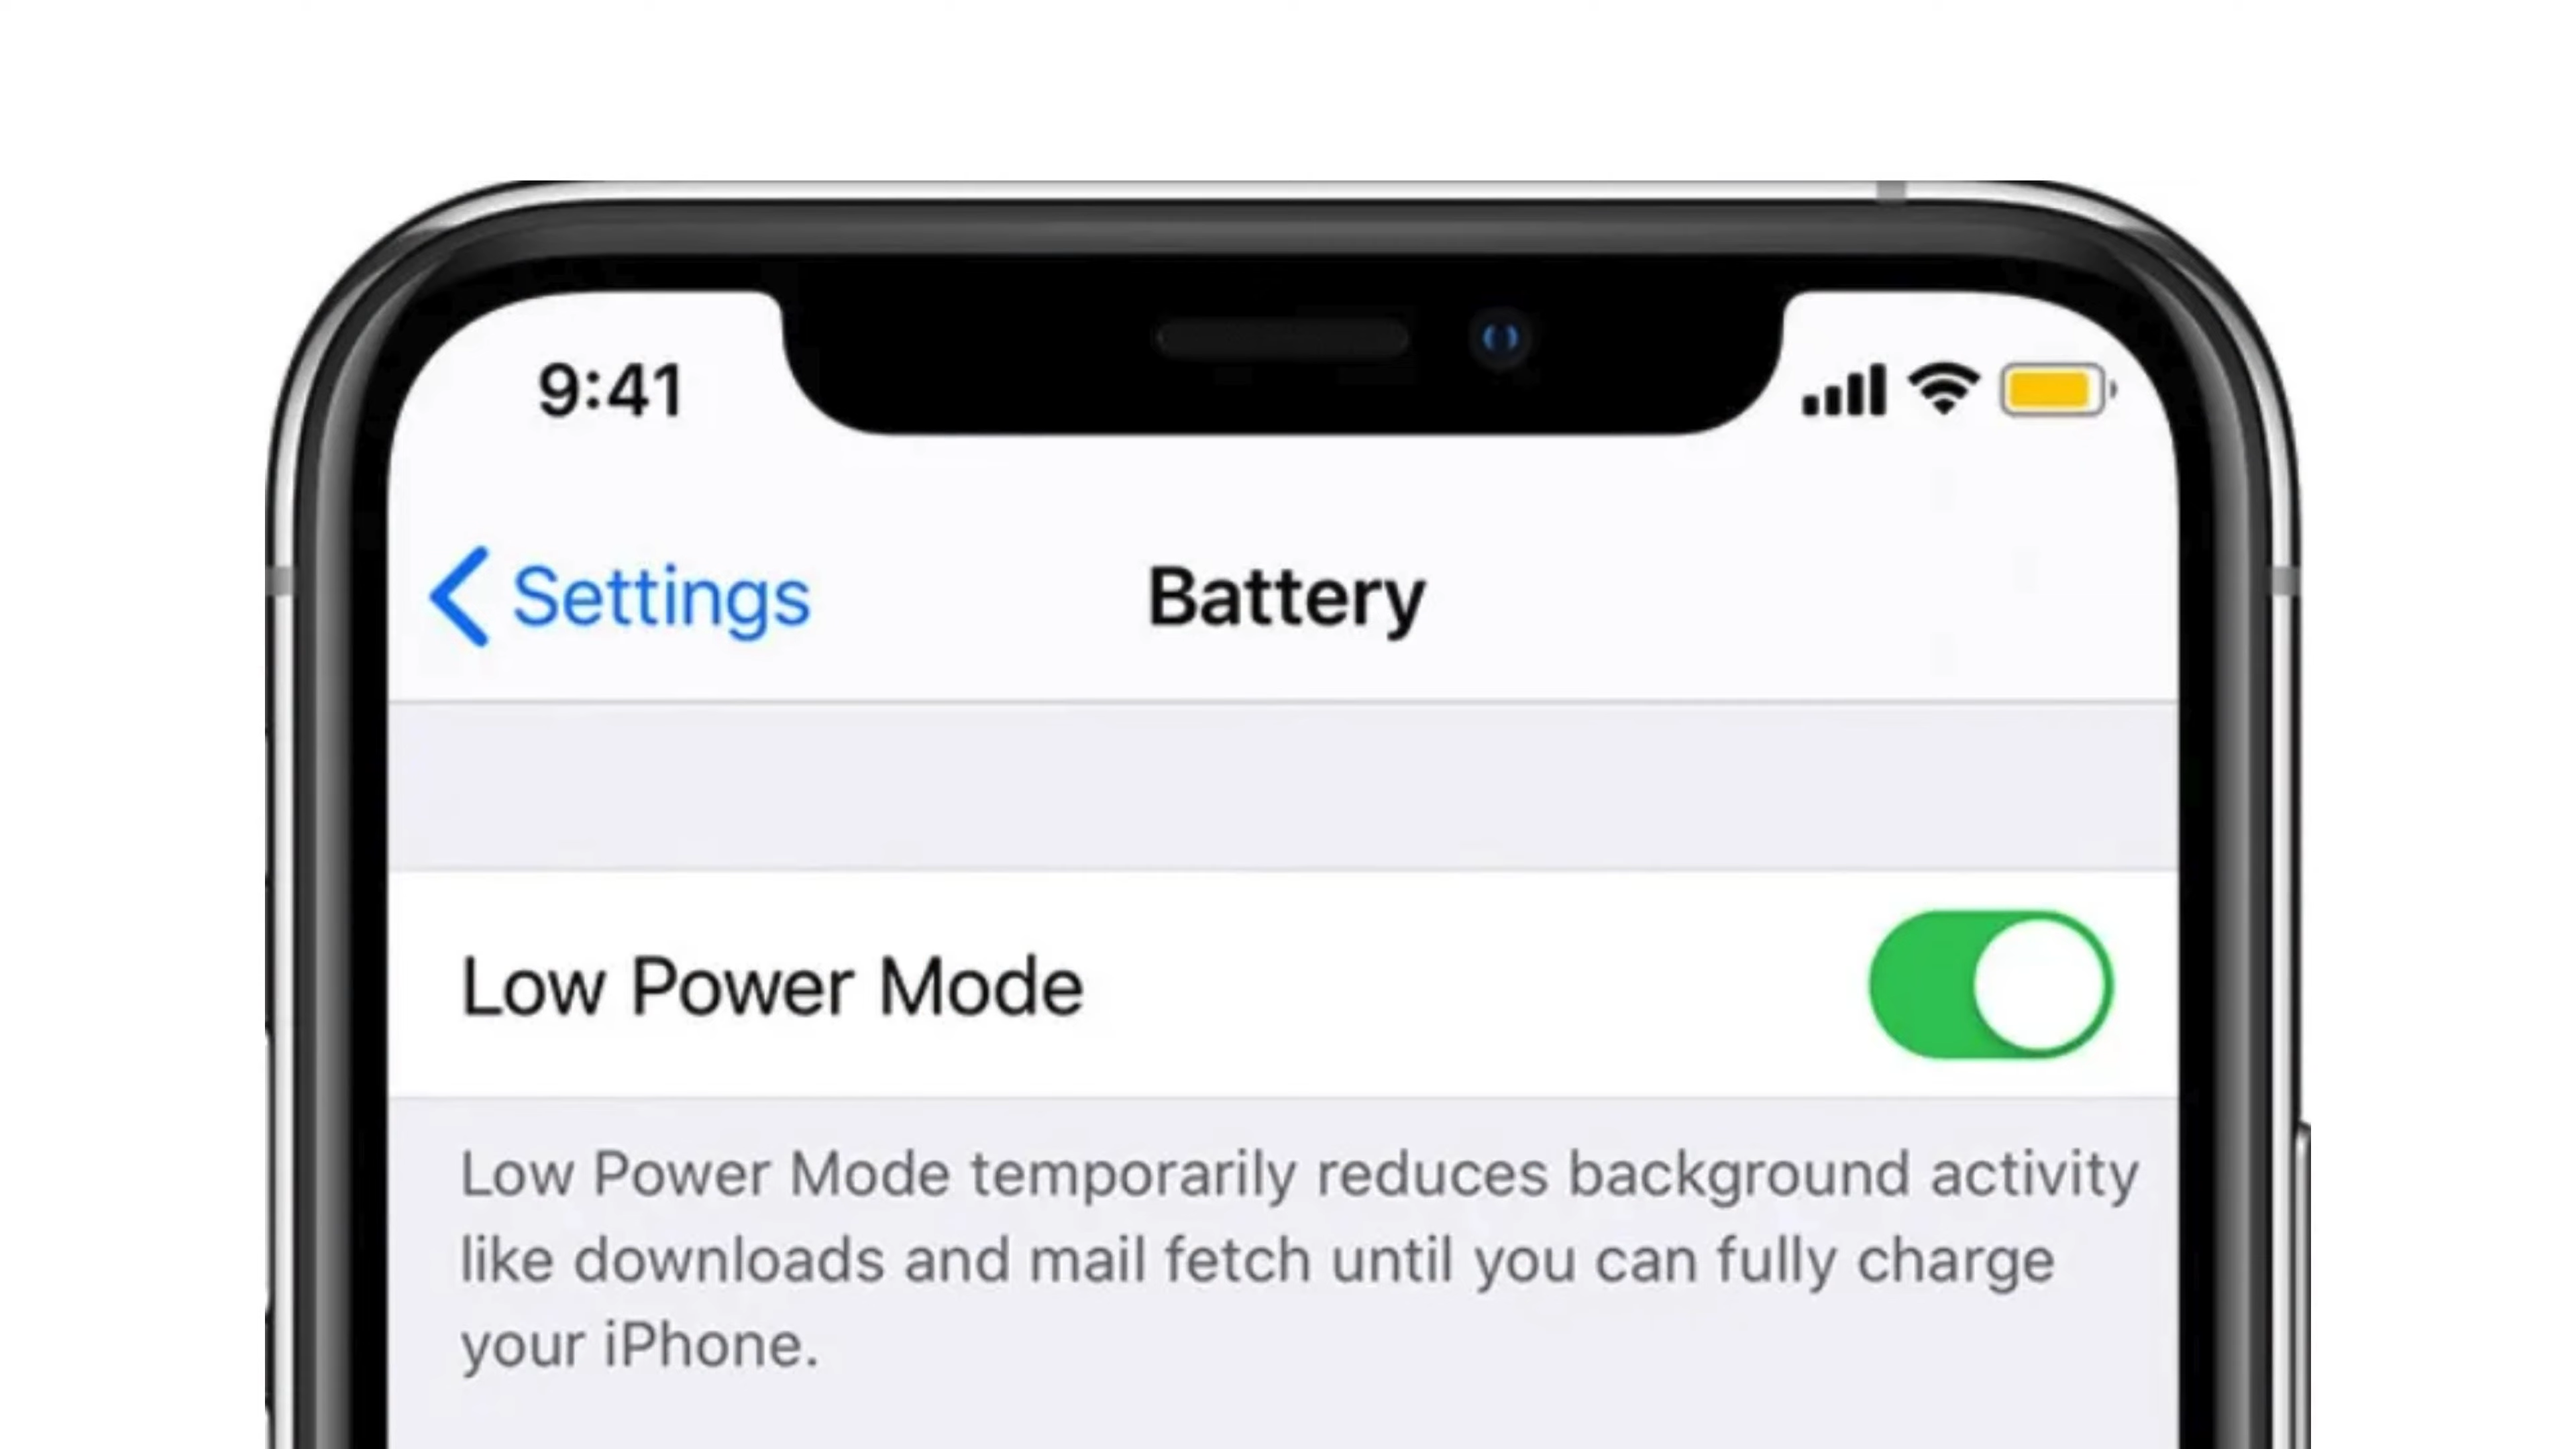 9:41
Settings
Battery
Low Power Mode
Low Power Mode temporarily reduces background activity
like downloads and mail fetch until you can fully charge
your iPhone.